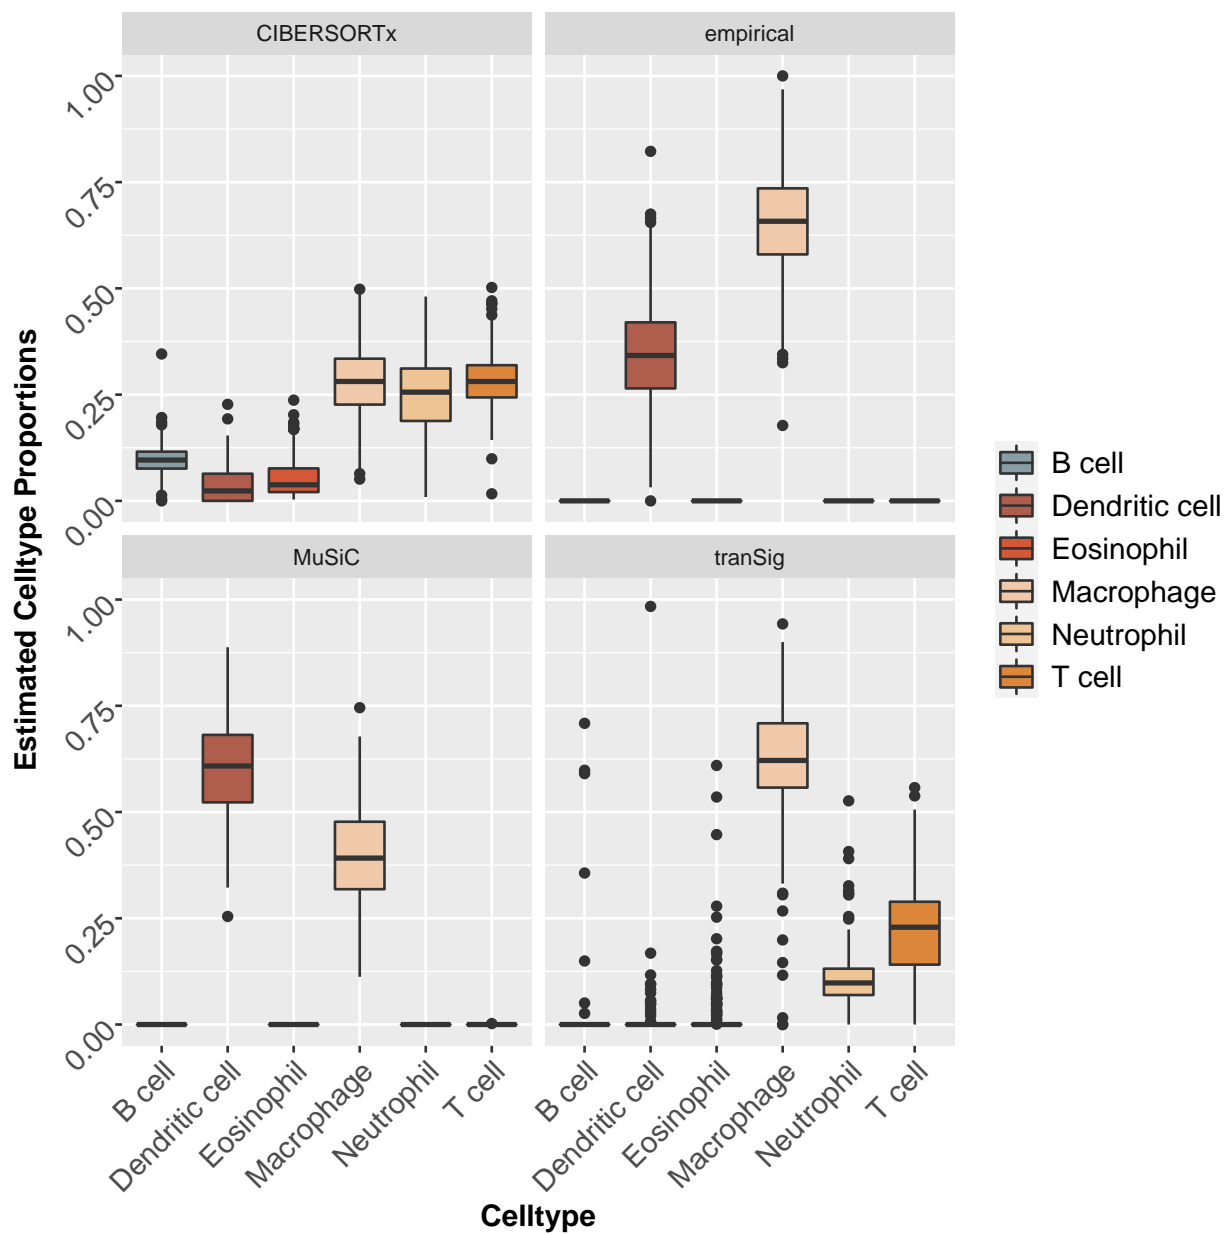 CIBERSORTx
empirical
1.00
0.75
0.50
0.25
0.00
MuSiC
tranSig
1.00
0.75
0.50
0.25
0.00
Estimated Celltype Proportions
B cell
Dendritic cell
Eosinophil
Macrophage
Neutrophil
T cell
B cell
Dendritic cell
Eosinophil
Macrophage
Neutrophil
T cell
Celltype
B cell
Dendritic cell
Eosinophil
Macrophage
Neutrophil
T cell